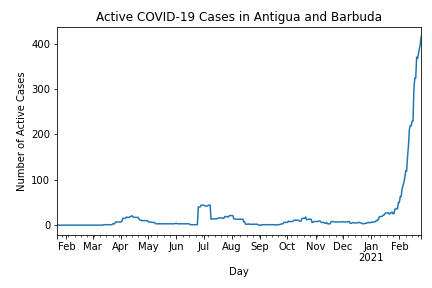 Active COVID-19 Cases in Antigua and Barbuda
Number of Active Cases
400
300
200
100
0
Feb Mar Apr May Jun Jul Aug Sep Oct Nov Dec Jan Feb
2021
Day